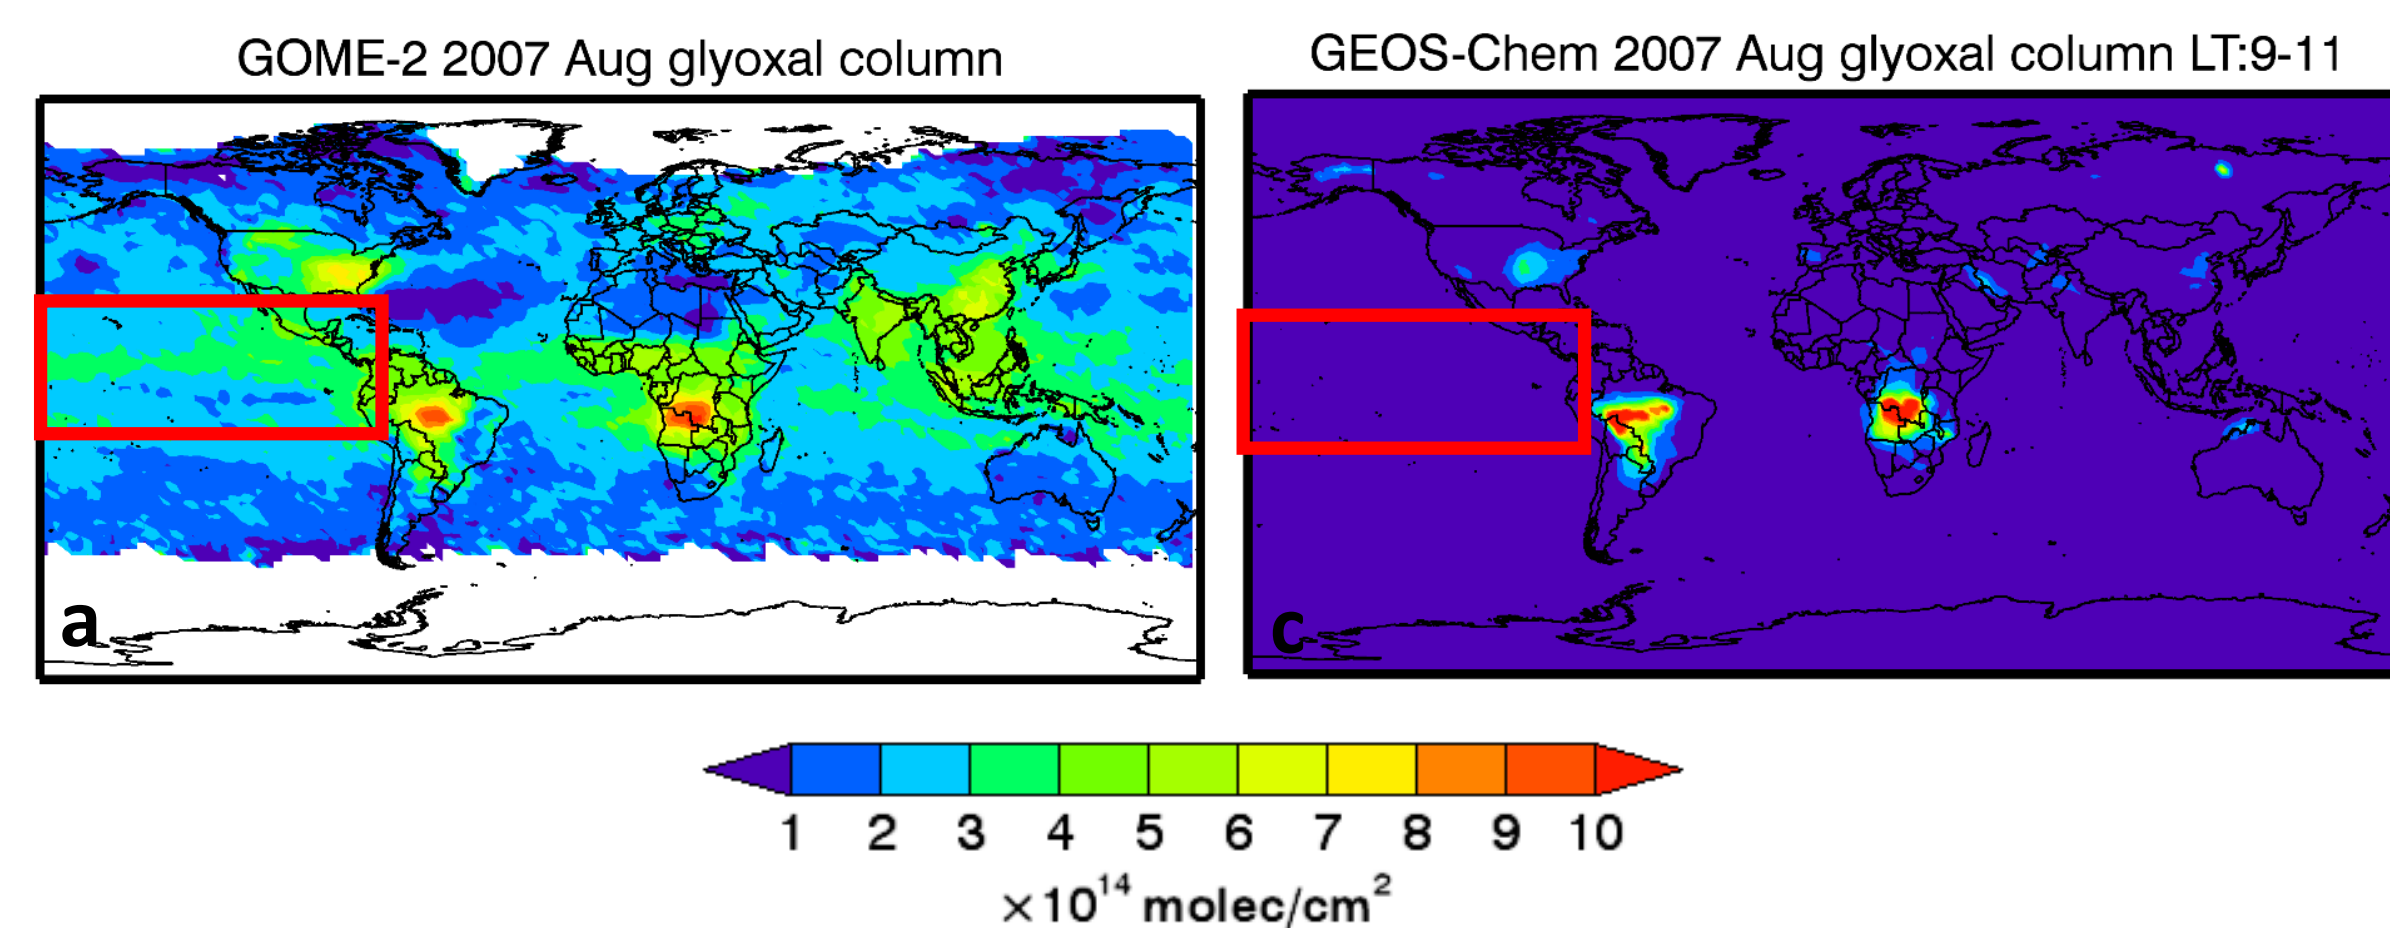 GOME-2 2007 Aug glyoxal column
GEOS-Chem 2007 Aug glyoxal column LT:9-11
a
c
1 2 3 4 5 6 7 8 9 10
×10¹⁴ molec/cm²